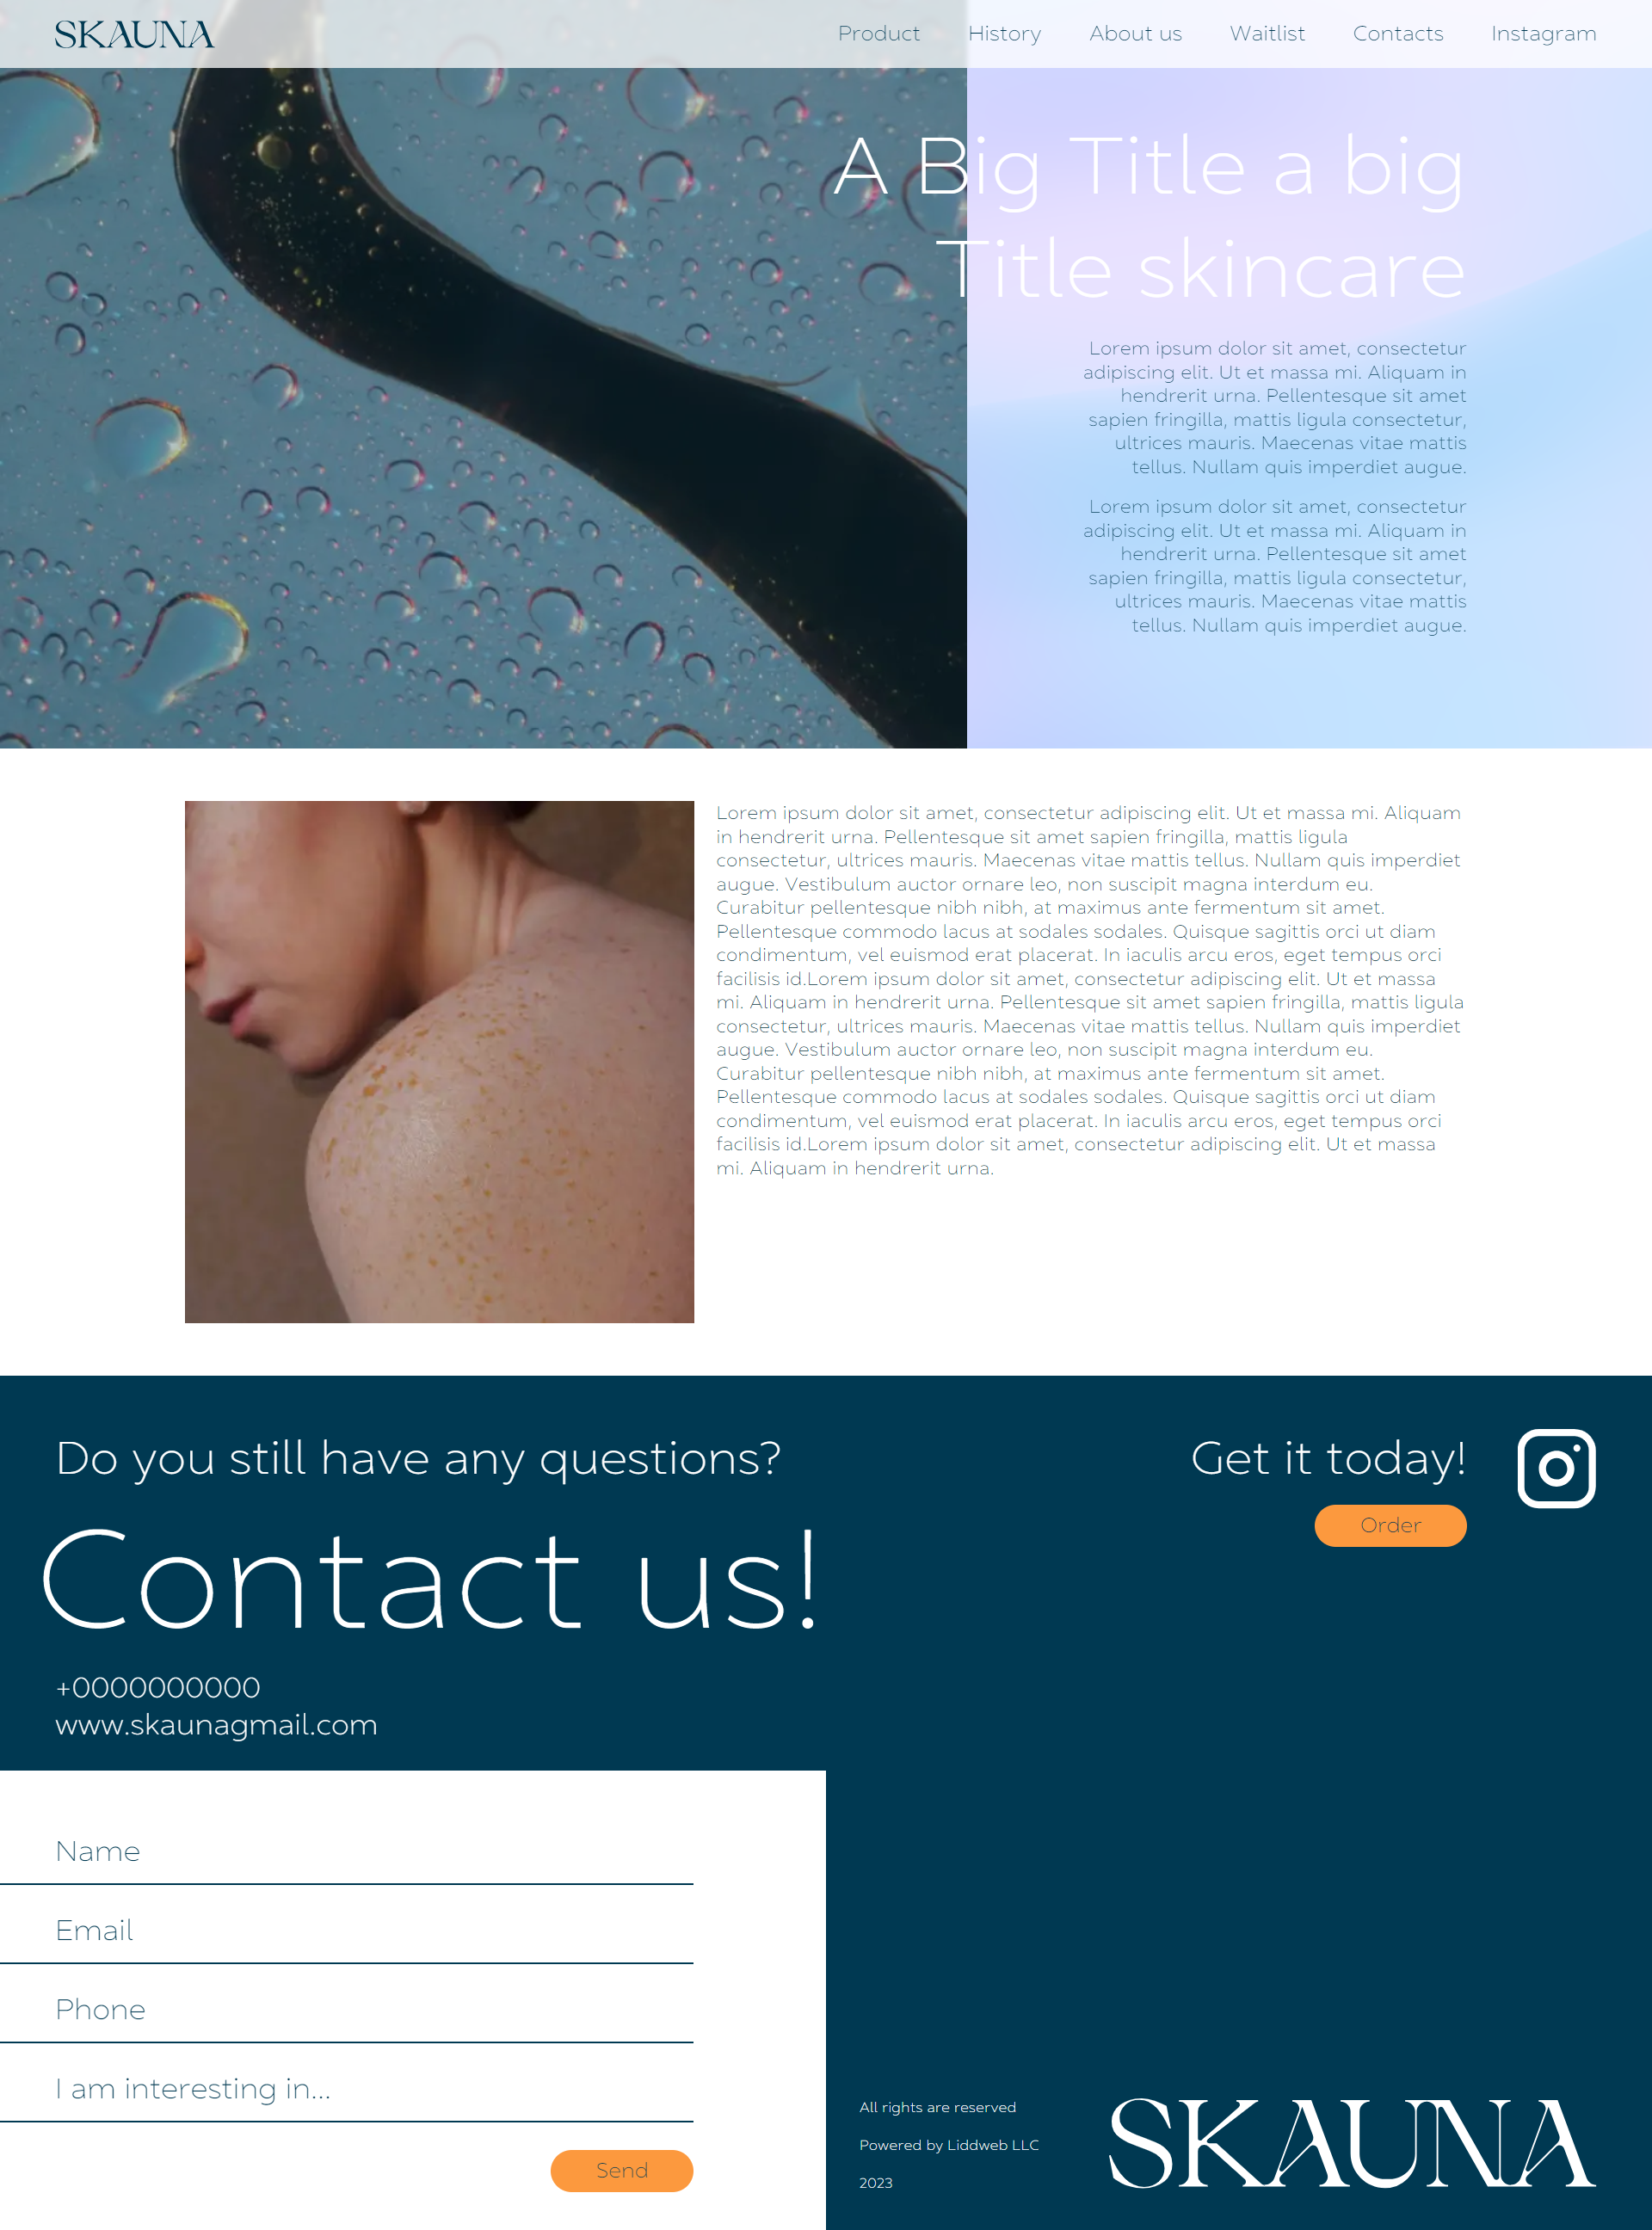 SKAUNA
Product History About us Waitlist Contacts Instagram
A Big Title a big
Title skincare
Lorem ipsum dolor sit amet, consectetur
adipiscing elit. Ut et massa mi. Aliquam in
hendrerit urna. Pellentesque sit amet
sapien fringilla, mattis ligula consectetur,
ultrices mauris. Maecenas vitae mattis
tellus. Nullam quis imperdiet augue.
Lorem ipsum dolor sit amet, consectetur
adipiscing elit. Ut et massa mi. Aliquam in
hendrerit urna. Pellentesque sit amet
sapien fringilla, mattis ligula consectetur,
ultrices mauris. Maecenas vitae mattis
tellus. Nullam quis imperdiet augue.
Lorem ipsum dolor sit amet, consectetur adipiscing elit. Ut et massa mi. Aliquam
in hendrerit urna. Pellentesque sit amet sapien fringilla, mattis ligula
consectetur, ultrices mauris. Maecenas vitae mattis tellus. Nullam quis imperdiet
augue. Vestibulum auctor ornare leo, non suscipit magna interdum eu.
Curabitur pellentesque nibh nibh, at maximus ante fermentum sit amet.
Pellentesque commodo lacus at sodales sodales. Quisque sagittis orci ut diam
condimentum, vel euismod erat placerat. In iaculis arcu eros, eget tempus orci
facilisis id.Lorem ipsum dolor sit amet, consectetur adipiscing elit. Ut et massa
mi. Aliquam in hendrerit urna. Pellentesque sit amet sapien fringilla, mattis ligula
consectetur, ultrices mauris. Maecenas vitae mattis tellus. Nullam quis imperdiet
augue. Vestibulum auctor ornare leo, non suscipit magna interdum eu.
Curabitur pellentesque nibh nibh, at maximus ante fermentum sit amet.
Pellentesque commodo lacus at sodales sodales. Quisque sagittis orci ut diam
condimentum, vel euismod erat placerat. In iaculis arcu eros, eget tempus orci
facilisis id.Lorem ipsum dolor sit amet, consectetur adipiscing elit. Ut et massa
mi. Aliquam in hendrerit urna.
Do you still have any questions?
Contact us!
+0000000000
www.skaunagmail.com
Get it today!
Order
Name
Email
Phone
I am interesting in...
Send
All rights are reserved
Powered by Liddweb LLC
2023
SKAUNA